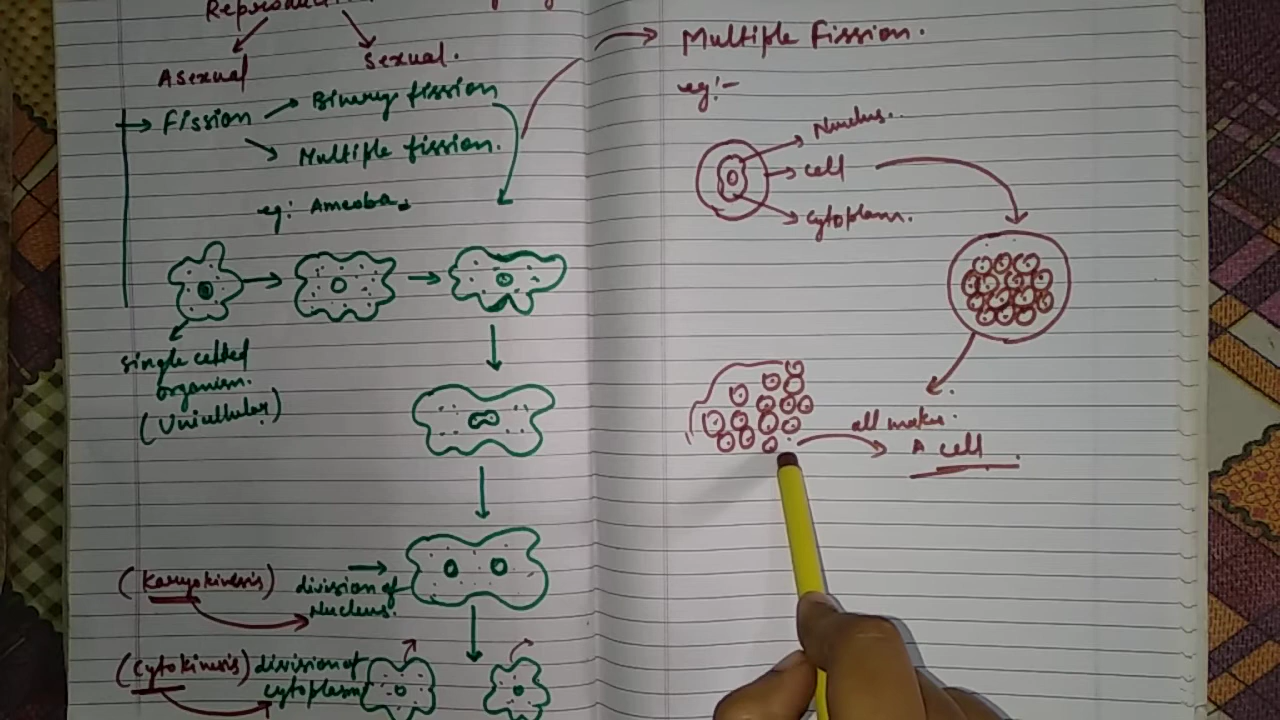 Asexual
Sexual.
Fission
Binary fission
Multiple fission.
eg: Amoeba
single celled
organism.
(Unicellular)
(Karyokinesis)
division of
Nucleus.
(Cytokinesis)
division of
cytoplasm
Multiple Fission.
eg:-
Nucleus..
cell
cytoplasm.
all makes.
A cell.